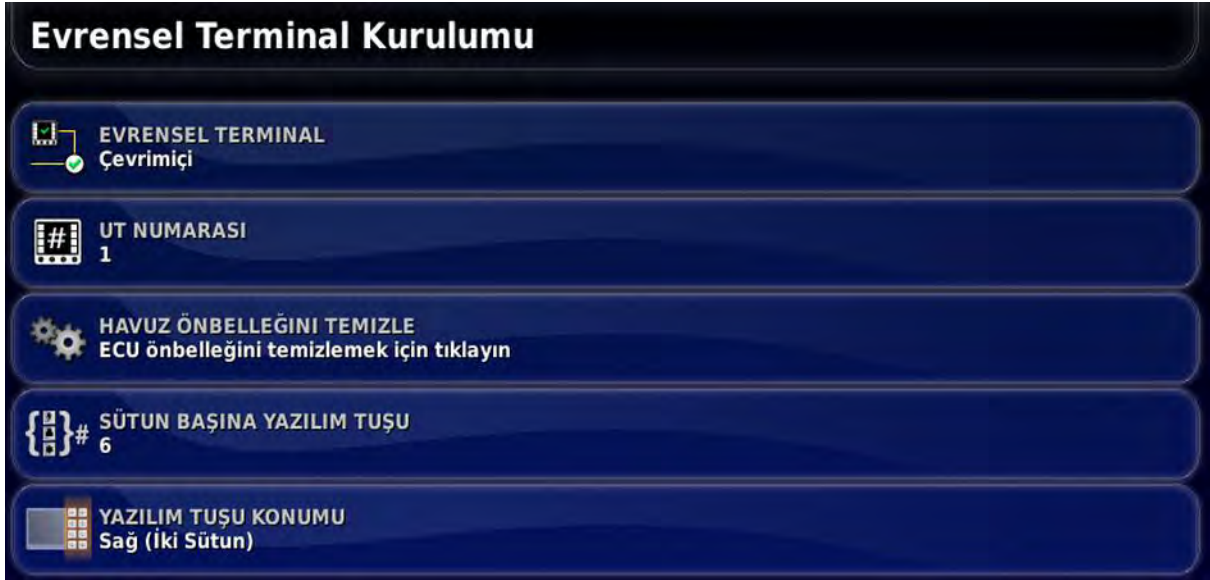 Evrensel Terminal Kurulumu
EVRENSEL TERMINAL
Çevrimiçi
UT NUMARASI
1
HAVUZ ÖNBELLEĞINI TEMIZLE
ECU önbelleğini temizlemek için tıklayın
SÜTUN BAŞINA YAZILIM TUŞU
6
YAZILIM TUŞU KONUMU
Sağ (İki Sütun)